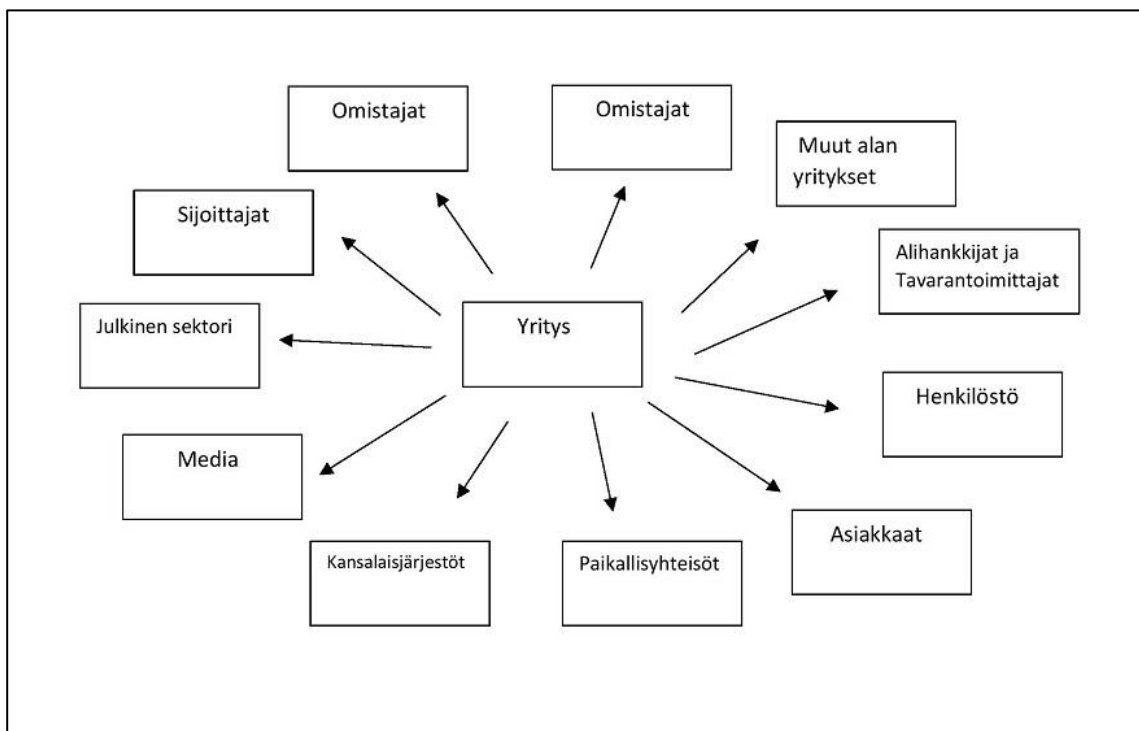 Omistajat
Omistajat
Muut alan
yritykset
Sijoittajat
Alihankkijat ja
Tavarantoimittajat
Julkinen sektori
Yritys
Henkilöstö
Media
Asiakkaat
Kansalaisjärjestöt
Paikallisyhteisöt